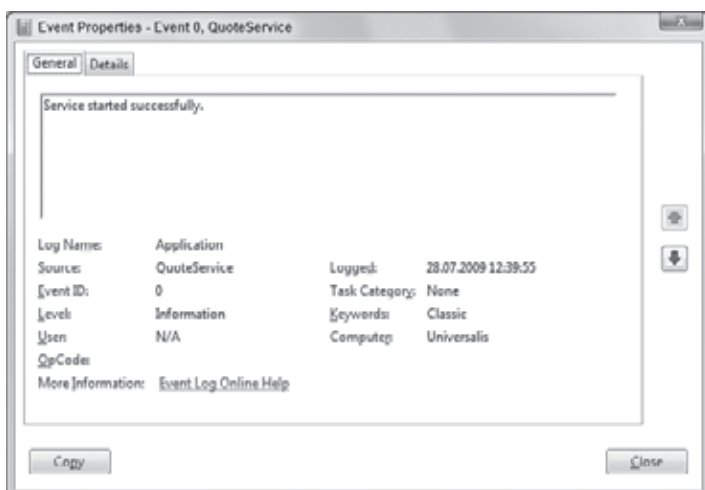 Event Properties - Event 0, QuoteService
General Details
Service started successfully.
Log Name: Application
Source: QuoteService Logged: 28.07.2009 12:39:55
Event ID: 0 Task Category: None
Level: Information Keywords: Classic
User: N/A Computer: Universalis
OpCode:
More Information: Event Log Online Help
Copy Close